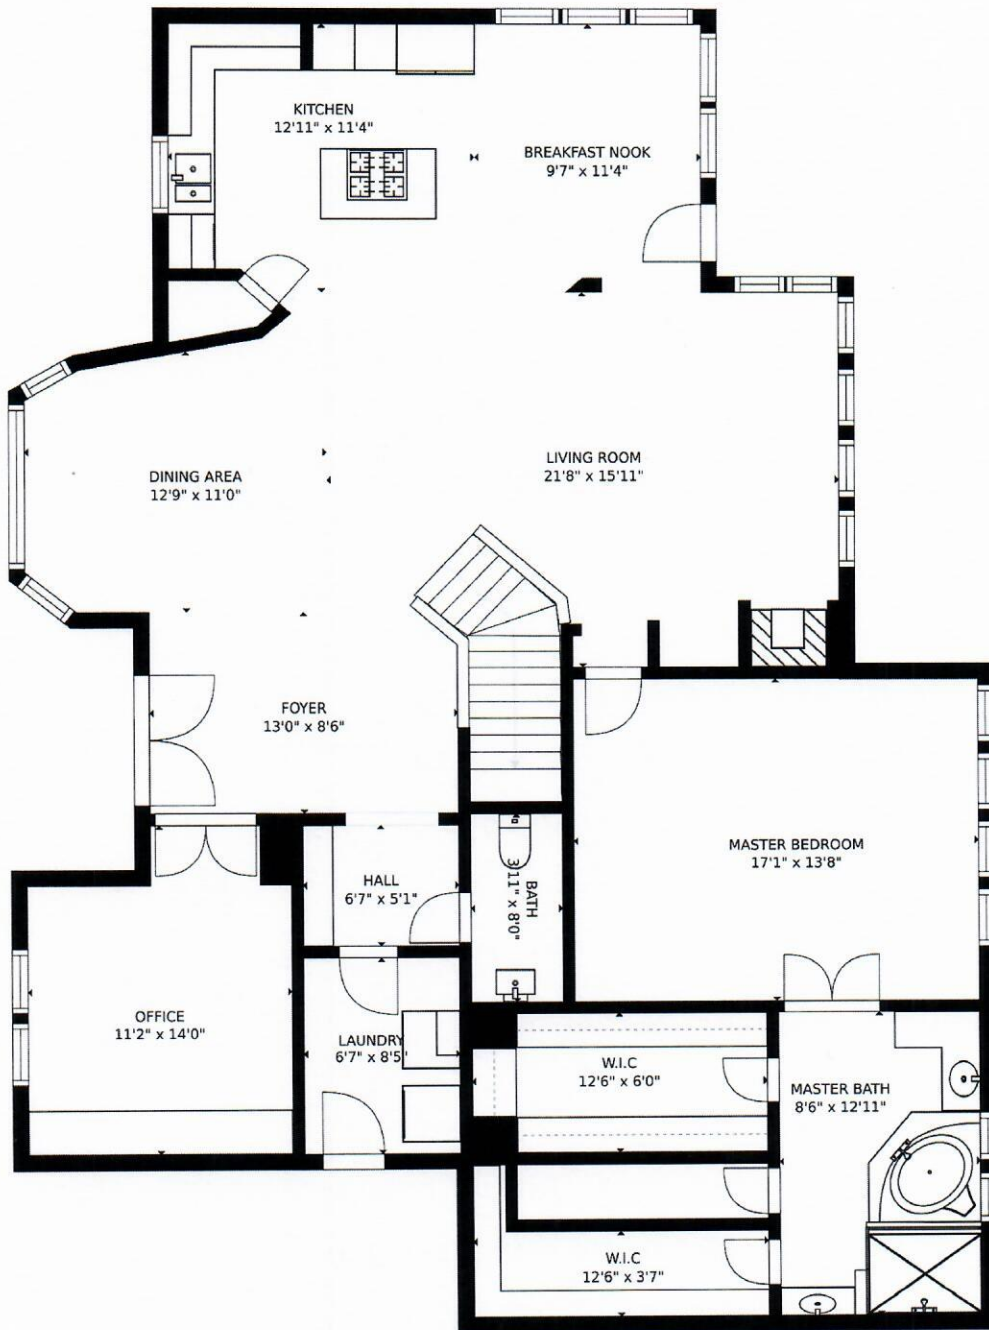 KITCHEN
12'11" x 11'4"
BREAKFAST NOOK
9'7" x 11'4"
DINING AREA
12'9" x 11'0"
LIVING ROOM
21'8" x 15'11"
FOYER
13'0" x 8'6"
HALL
6'7" x 5'1"
BATH
3'11" x 8'0"
MASTER BEDROOM
17'1" x 13'8"
OFFICE
11'2" x 14'0"
LAUNDRY
6'7" x 8'5"
W.I.C
12'6" x 6'0"
MASTER BATH
8'6" x 12'11"
W.I.C
12'6" x 3'7"